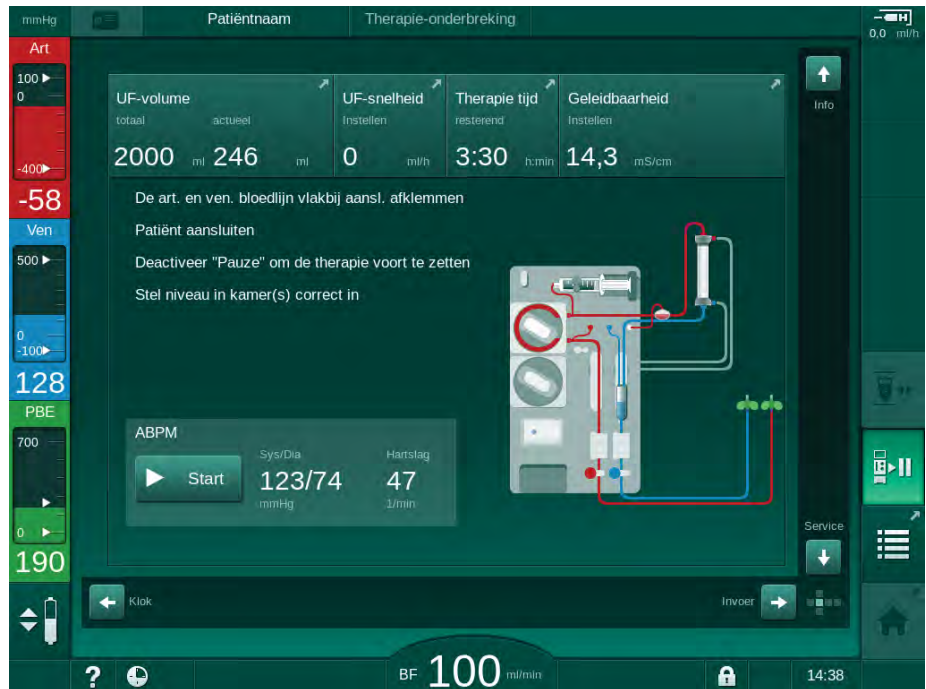 mmHg
Patiëntnaam
Therapie-onderbreking
0,0 ml/h
Art
100
0
-400
-58
Ven
500
0
-100
128
PBE
700
0
190
UF-volume
totaal actueel
2000 ml 246 ml
UF-snelheid
Instellen
0 ml/h
Therapie tijd
resterend
3:30 h:min
Geleidbaarheid
Instellen
14,3 mS/cm
Info
De art. en ven. bloedlijn vlakbij aansl. afklemmen
Patiënt aansluiten
Deactiveer "Pauze" om de therapie voort te zetten
Stel niveau in kamer(s) correct in
ABPM
Start
Sys/Dia
123/74
mmHg
Hartslag
47
1/min
Service
Klok
Invoer
? BF 100 ml/min 14:38